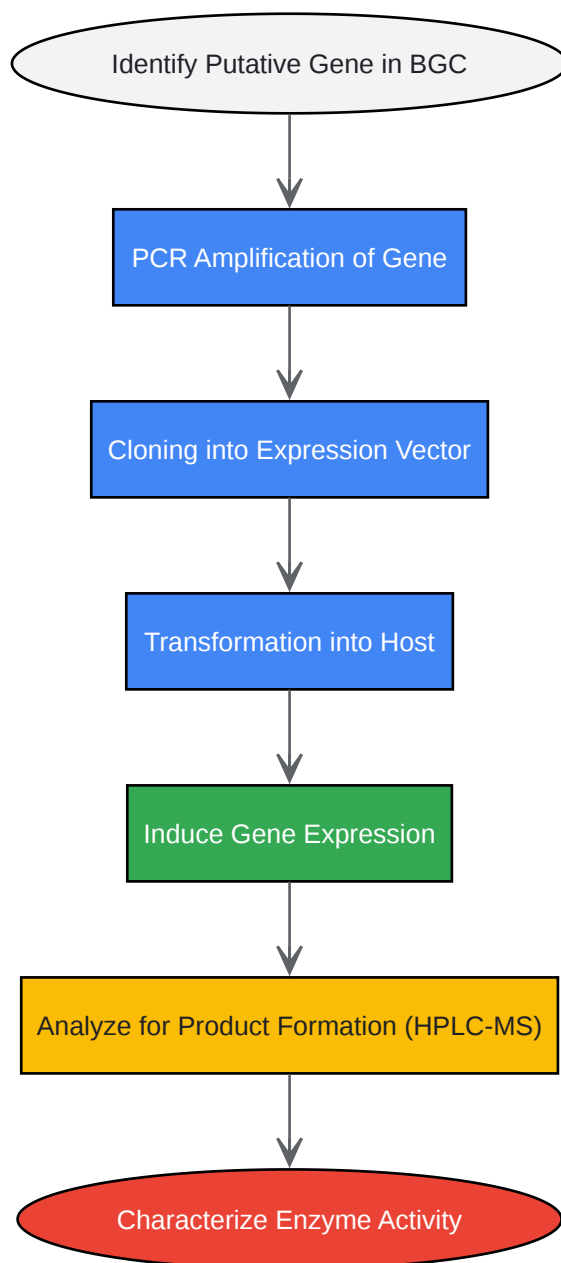 Identify Putative Gene in BGC
PCR Amplification of Gene
Cloning into Expression Vector
Transformation into Host
Induce Gene Expression
Analyze for Product Formation (HPLC-MS)
Characterize Enzyme Activity